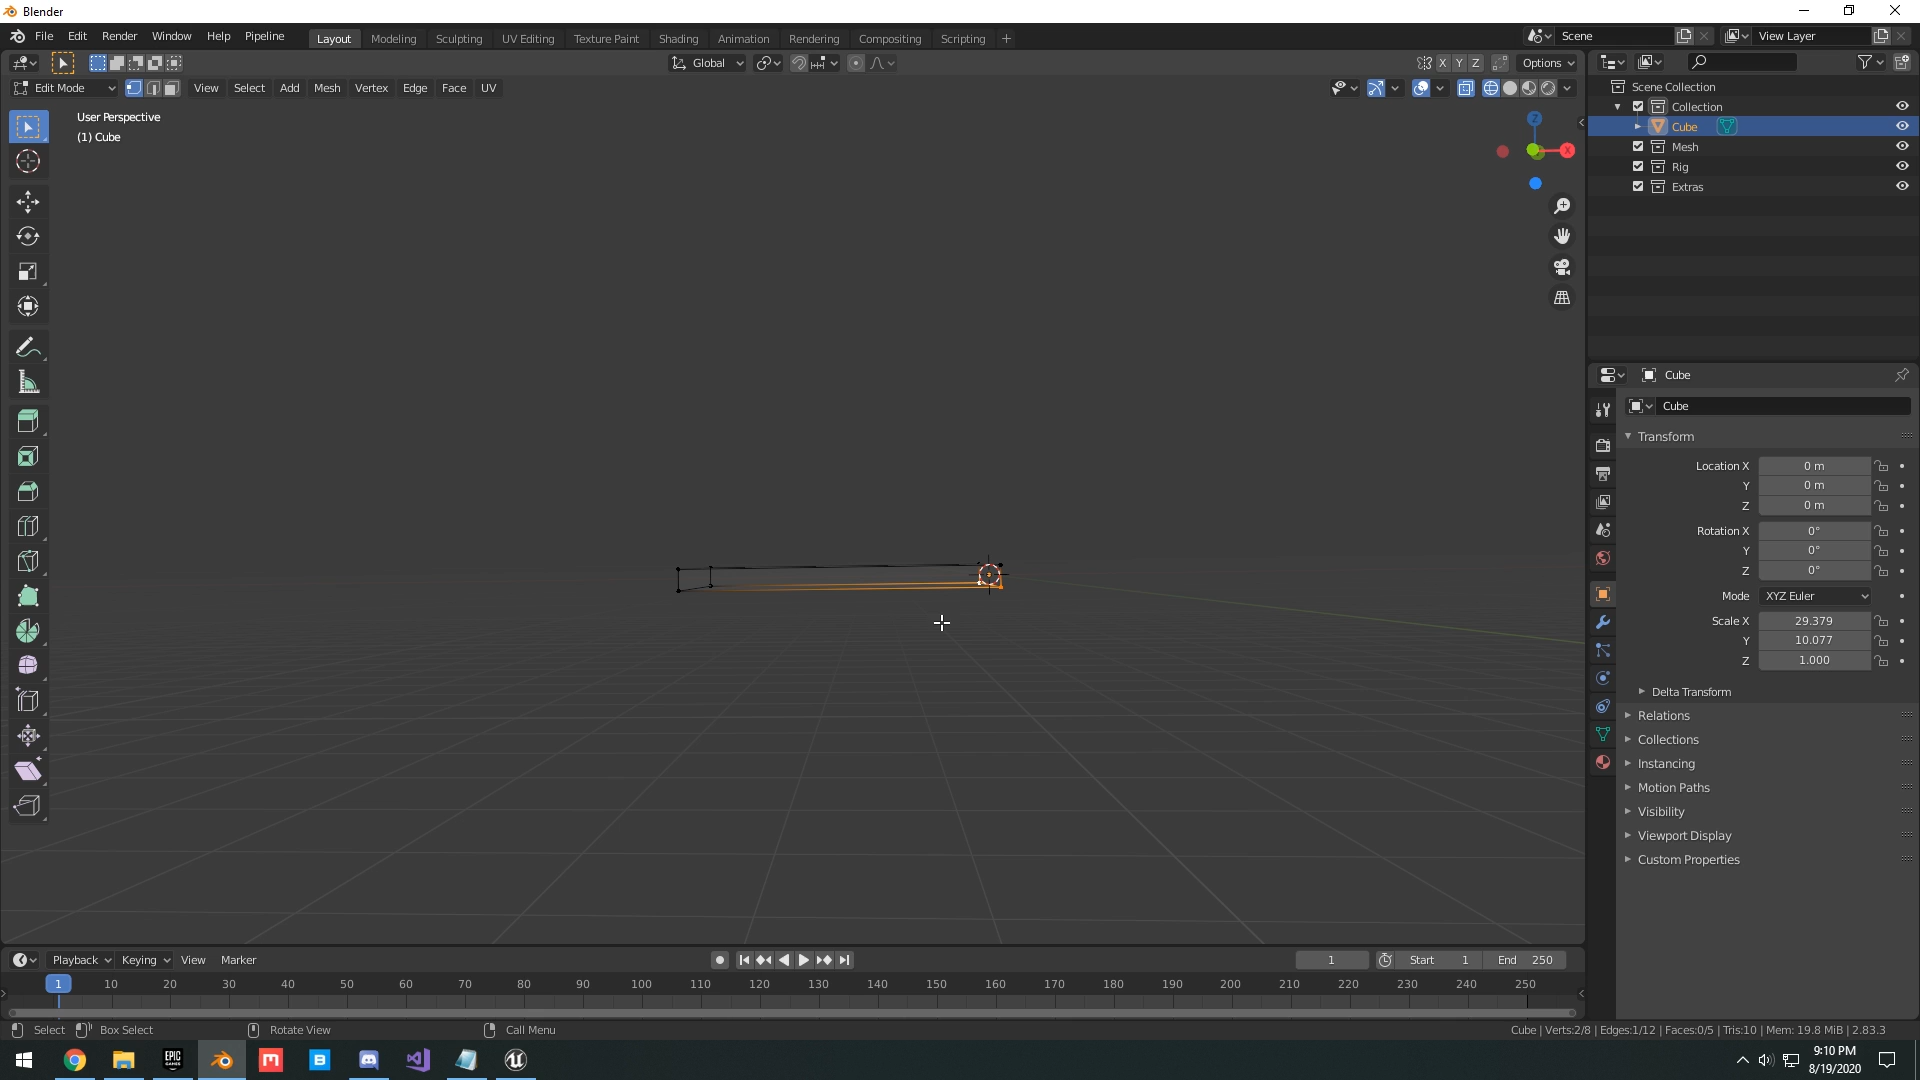 Blender
File Edit Render Window Help Pipeline Layout Modeling Sculpting UV Editing Texture Paint Shading Animation Rendering Compositing Scripting + Scene View Layer
Global X Y Z Options
Edit Mode View Select Add Mesh Vertex Edge Face UV
User Perspective
(1) Cube
Z
X
Scene Collection
Collection
Cube
Mesh
Rig
Extras
Cube
Cube
Transform
Location X 0 m
Y 0 m
Z 0 m
Rotation X 0°
Y 0°
Z 0°
Mode XYZ Euler
Scale X 29.379
Y 10.077
Z 1.000
Delta Transform
Relations
Collections
Instancing
Motion Paths
Visibility
Viewport Display
Custom Properties
Playback Keying View Marker 1 Start 1 End 250
1 10 20 30 40 50 60 70 80 90 100 110 120 130 140 150 160 170 180 190 200 210 220 230 240 250
Select Box Select Rotate View Call Menu Cube | Verts:2/8 | Edges:1/12 | Faces:0/5 | Tris:10 | Mem: 19.8 MiB | 2.83.3
EPIC GAMES
M
B
9:10 PM
8/19/2020